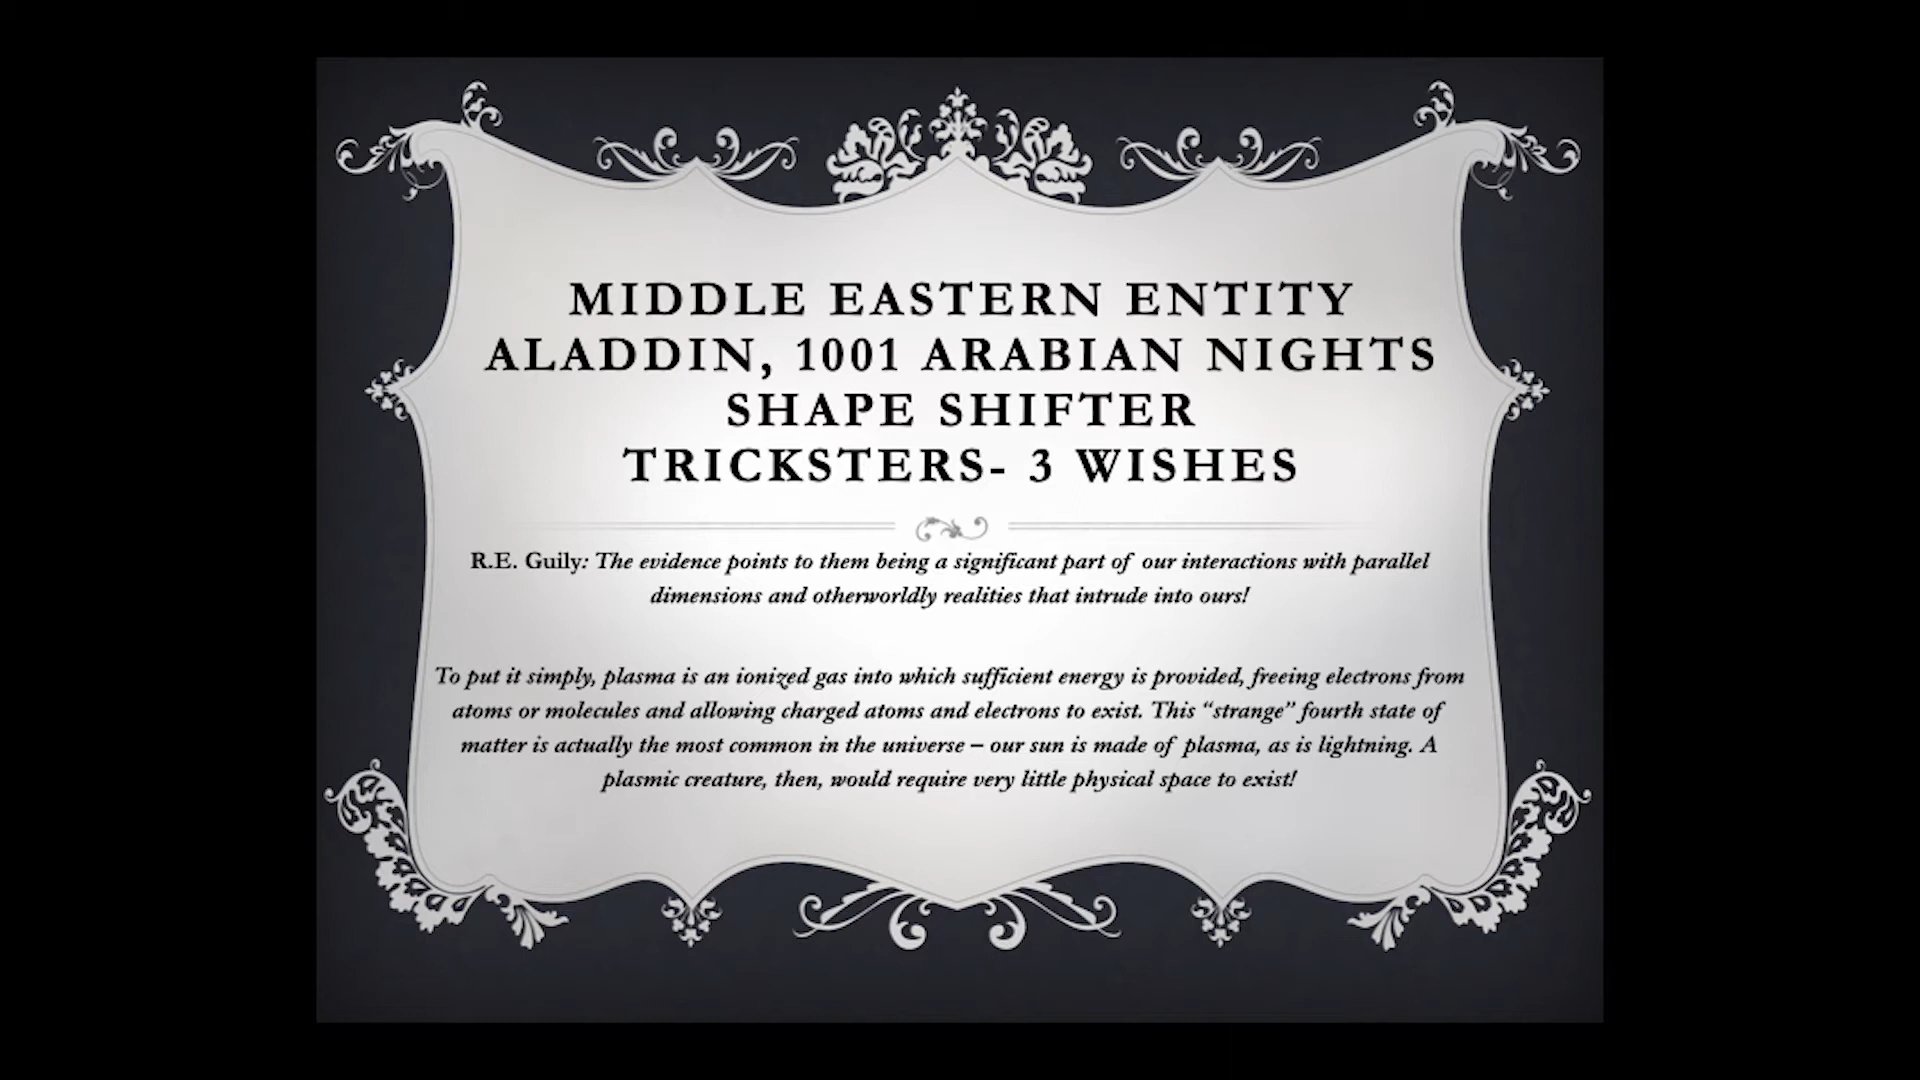 MIDDLE EASTERN ENTITY
ALADDIN, 1001 ARABIAN NIGHTS
SHAPE SHIFTER
TRICKSTERS- 3 WISHES
R.E. Guily: The evidence points to them being a significant part of our interactions with parallel
dimensions and otherworldly realities that intrude into ours!
To put it simply, plasma is an ionized gas into which sufficient energy is provided, freeing electrons from
atoms or molecules and allowing charged atoms and electrons to exist. This “strange” fourth state of
matter is actually the most common in the universe – our sun is made of plasma, as is lightning. A
plasmic creature, then, would require very little physical space to exist!